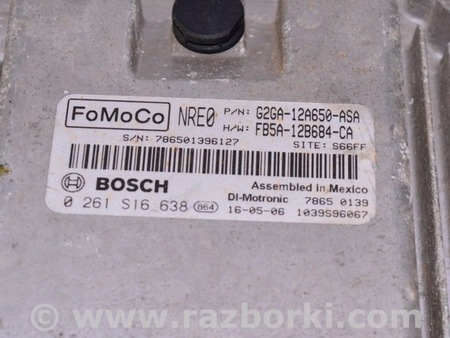 FoMoCo NRE0 P/N: G2GA-12A650-ASA
H/W: FB5A-12B684-CA
S/N: 786501396127 SITE: S66FF
BOSCH Assembled in Mexico
DI-Motronic 7865 0139
0 261 S16 638 864 16-05-06 1039S96067
© www.razborki.com